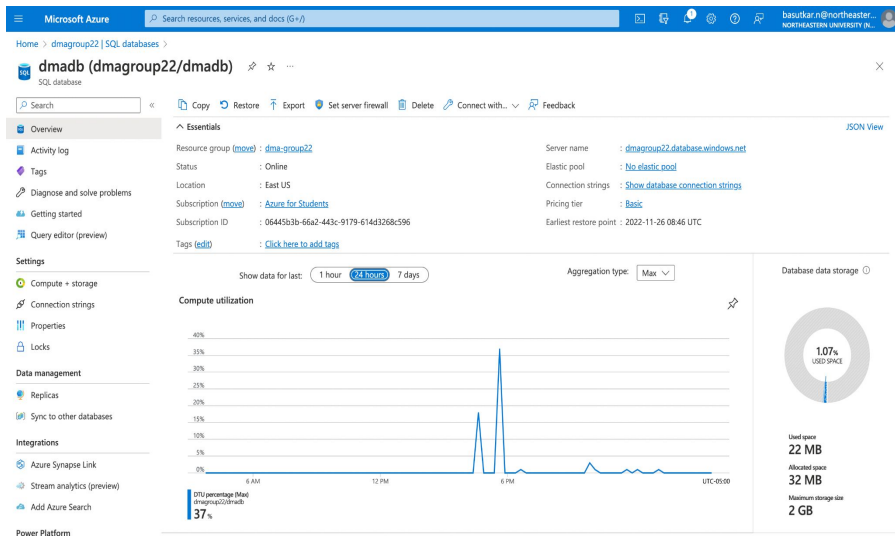 Microsoft Azure
Search resources, services, and docs (G+/)
1
basutkar.n@northeaster...
NORTHEASTERN UNIVERSITY (N...
Home > dmagroup22 | SQL databases >
SQL
dmadb (dmagroup22/dmadb)
SQL database
Search
Copy Restore Export Set server firewall Delete Connect with... Feedback
Overview
Activity log
Tags
Diagnose and solve problems
Getting started
Query editor (preview)
Settings
Compute + storage
Connection strings
Properties
Locks
Data management
Replicas
Sync to other databases
Integrations
Azure Synapse Link
Stream analytics (preview)
Add Azure Search
Power Platform
Essentials
JSON View
Resource group (move) : dma-group22
Status : Online
Location : East US
Subscription (move) : Azure for Students
Subscription ID : 06445b3b-66a2-443c-9179-614d3268c596
Tags (edit) : Click here to add tags
Server name : dmagroup22.database.windows.net
Elastic pool : No elastic pool
Connection strings : Show database connection strings
Pricing tier : Basic
Earliest restore point : 2022-11-26 08:46 UTC
Show data for last: 1 hour 24 hours 7 days
Aggregation type: Max
Compute utilization
40%
35%
30%
25%
20%
15%
10%
5%
0%
6 AM 12 PM 6 PM UTC-05:00
DTU percentage (Max)
dmagroup22/dmadb
37 %
Database data storage
1.07%
USED SPACE
Used space
22 MB
Allocated space
32 MB
Maximum storage size
2 GB